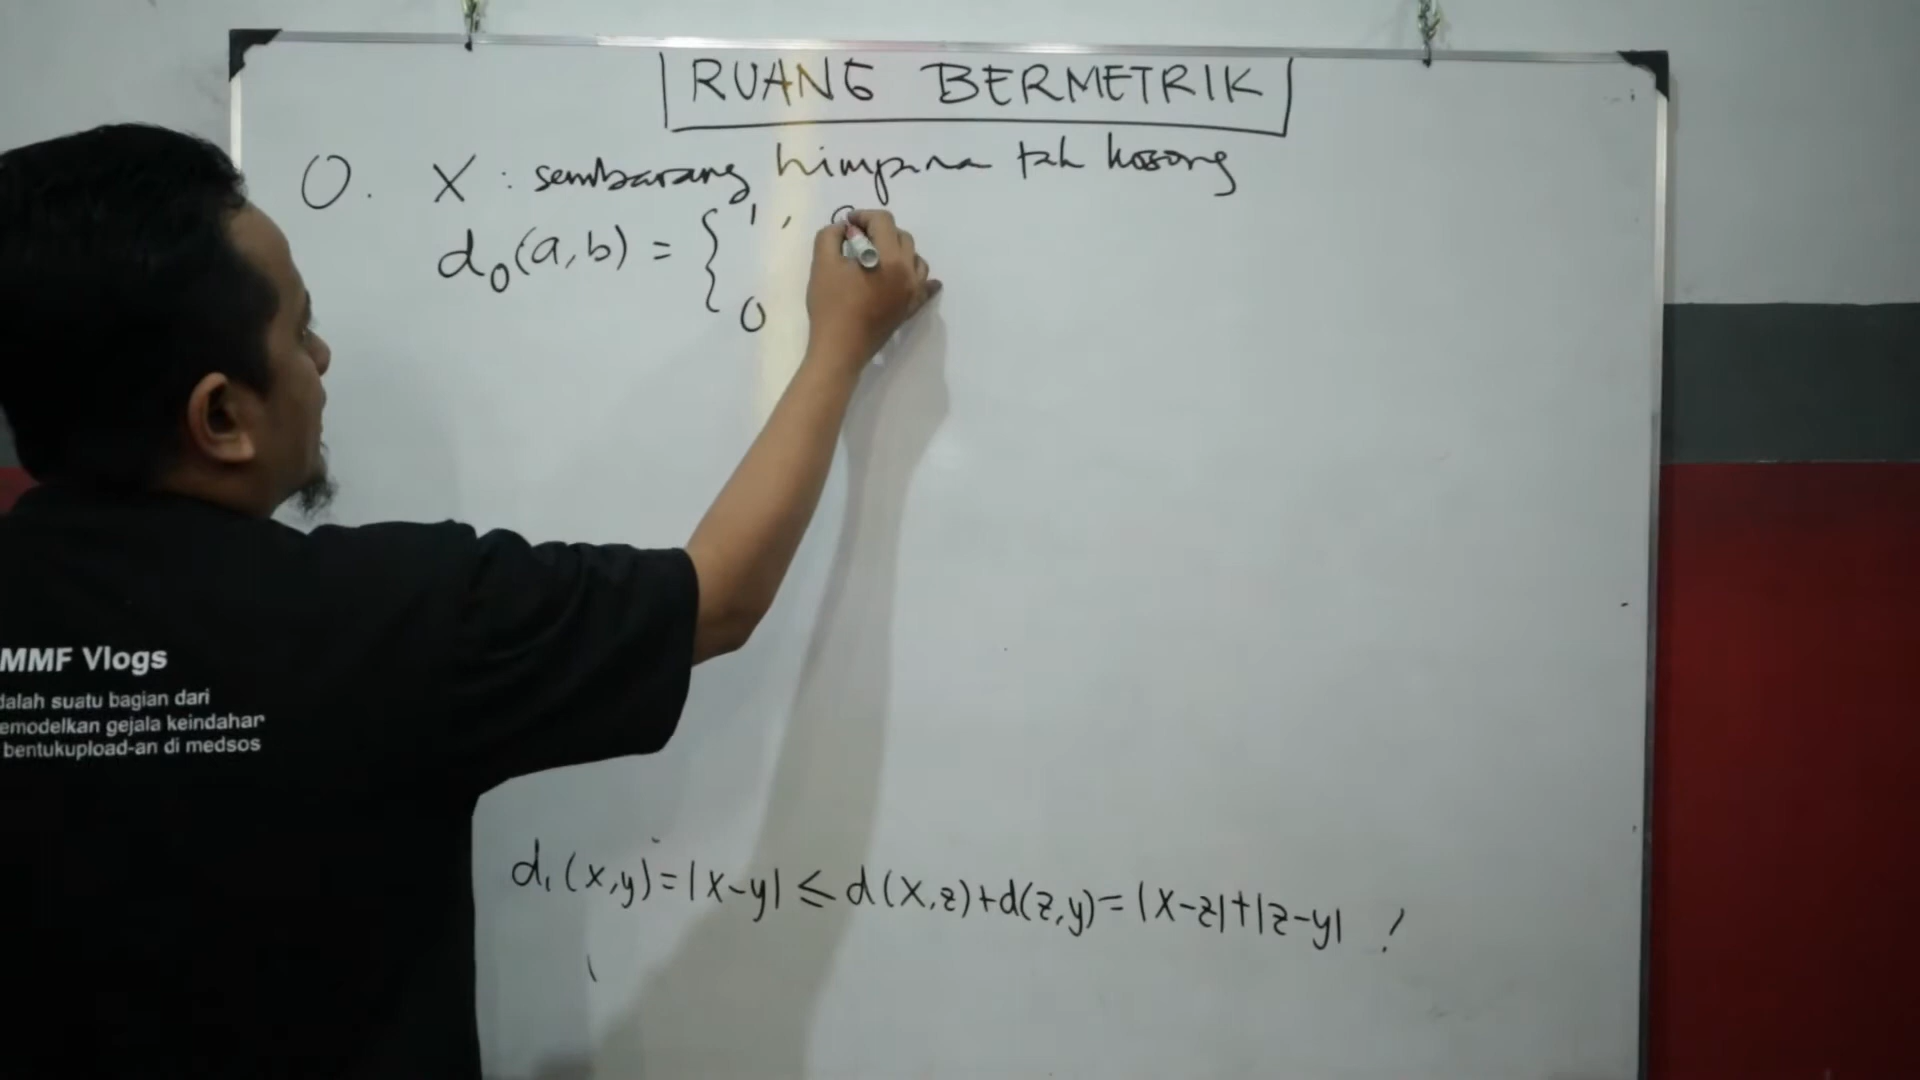 RUANG BERMETRIK
0. X : sembarang himpunan tak kosong
d₀(a,b) = { 1 ,
0
d₁(x,y) = |x-y| ≤ d(x,z)+d(z,y) = |x-z|+|z-y| !
MMF Vlogs
dalah suatu bagian dari
emodelkan gejala keindahan
bentukupload-an di medsos